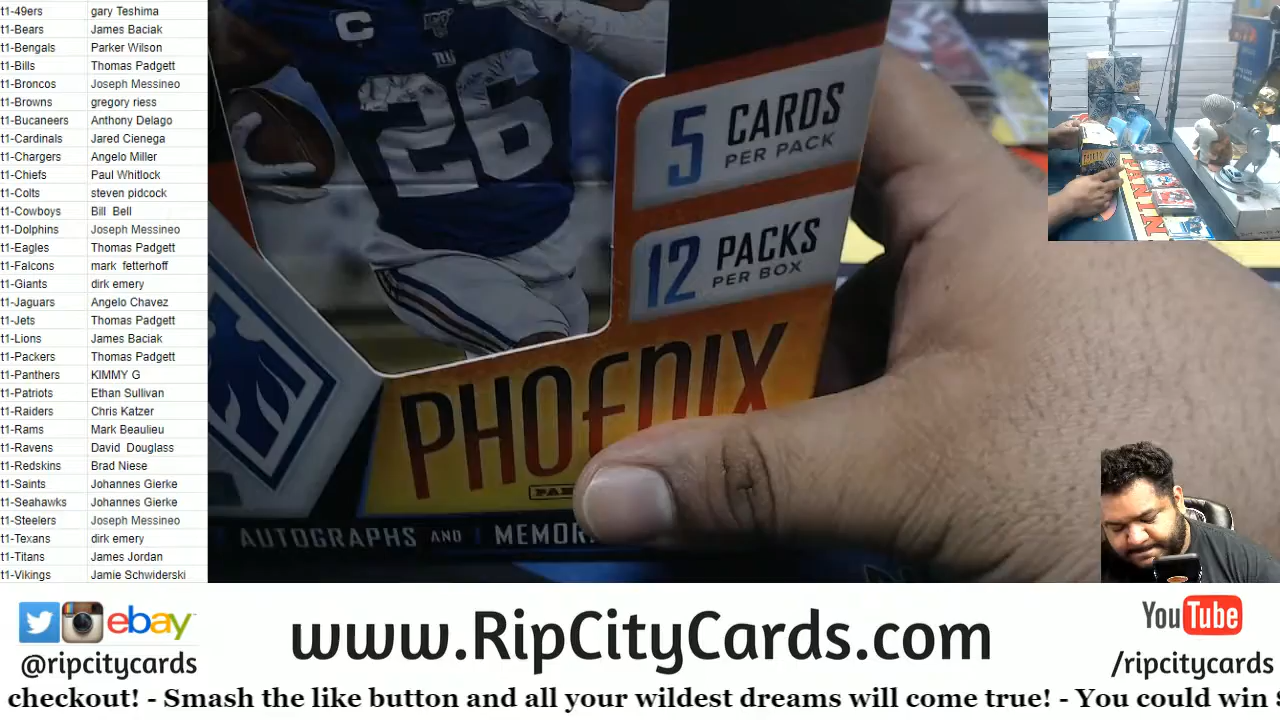 t1-49ers gary Teshima
t1-Bears James Baciak
t1-Bengals Parker Wilson
t1-Bills Thomas Padgett
t1-Broncos Joseph Messineo
t1-Browns gregory riess
t1-Bucaneers Anthony Delago
t1-Cardinals Jared Cienega
t1-Chargers Angelo Miller
t1-Chiefs Paul Whitlock
t1-Colts steven pidcock
t1-Cowboys Bill Bell
t1-Dolphins Joseph Messineo
t1-Eagles Thomas Padgett
t1-Falcons mark fetterhoff
t1-Giants dirk emery
t1-Jaguars Angelo Chavez
t1-Jets Thomas Padgett
t1-Lions James Baciak
t1-Packers Thomas Padgett
t1-Panthers KIMMY G
t1-Patriots Ethan Sullivan
t1-Raiders Chris Katzer
t1-Rams Mark Beaulieu
t1-Ravens David Douglass
t1-Redskins Brad Niese
t1-Saints Johannes Gierke
t1-Seahawks Johannes Gierke
t1-Steelers Joseph Messineo
t1-Texans dirk emery
t1-Titans James Jordan
t1-Vikings Jamie Schwiderski
C
ny
26
5 CARDS
PER PACK
12 PACKS
PER BOX
PHOENIX
AUTOGRAPHS AND
PANINI
ebay
@ripcitycards
www.RipCityCards.com
YouTube
/ripcitycards
checkout! - Smash the like button and all your wildest dreams will come true! - You could win